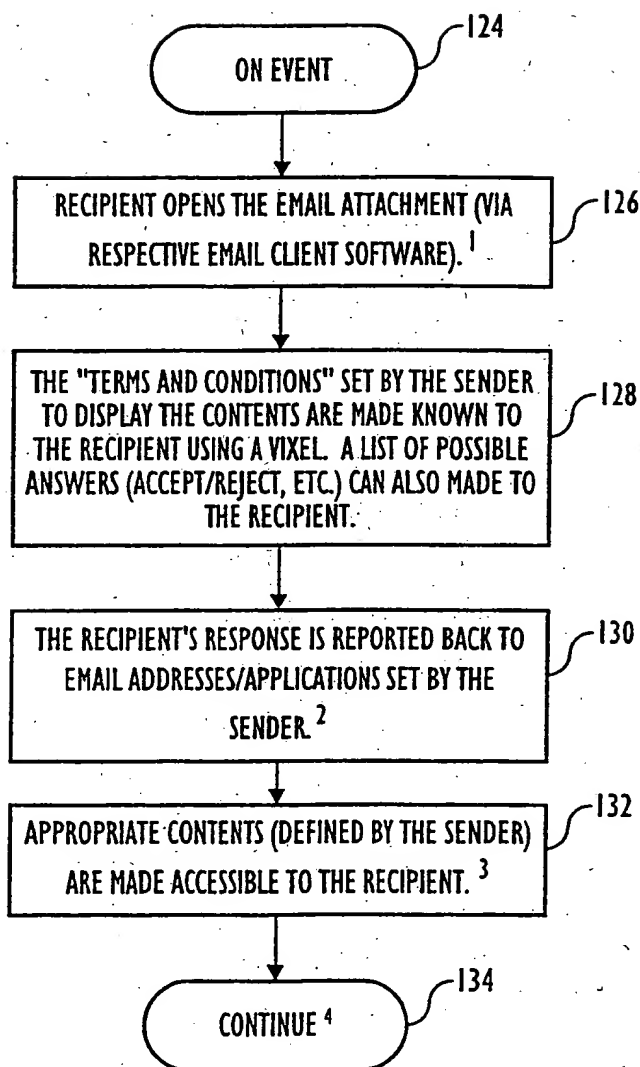 124
ON EVENT
126
RECIPIENT OPENS THE EMAIL ATTACHMENT (VIA
RESPECTIVE EMAIL CLIENT SOFTWARE). 1
128
THE "TERMS AND CONDITIONS" SET BY THE SENDER
TO DISPLAY THE CONTENTS ARE MADE KNOWN TO
THE RECIPIENT USING A VIXEL. A LIST OF POSSIBLE
ANSWERS (ACCEPT/REJECT, ETC.) CAN ALSO MADE TO
THE RECIPIENT.
130
THE RECIPIENT'S RESPONSE IS REPORTED BACK TO
EMAIL ADDRESSES/APPLICATIONS SET BY THE
SENDER. 2
132
APPROPRIATE CONTENTS (DEFINED BY THE SENDER)
ARE MADE ACCESSIBLE TO THE RECIPIENT. 3
134
CONTINUE 4